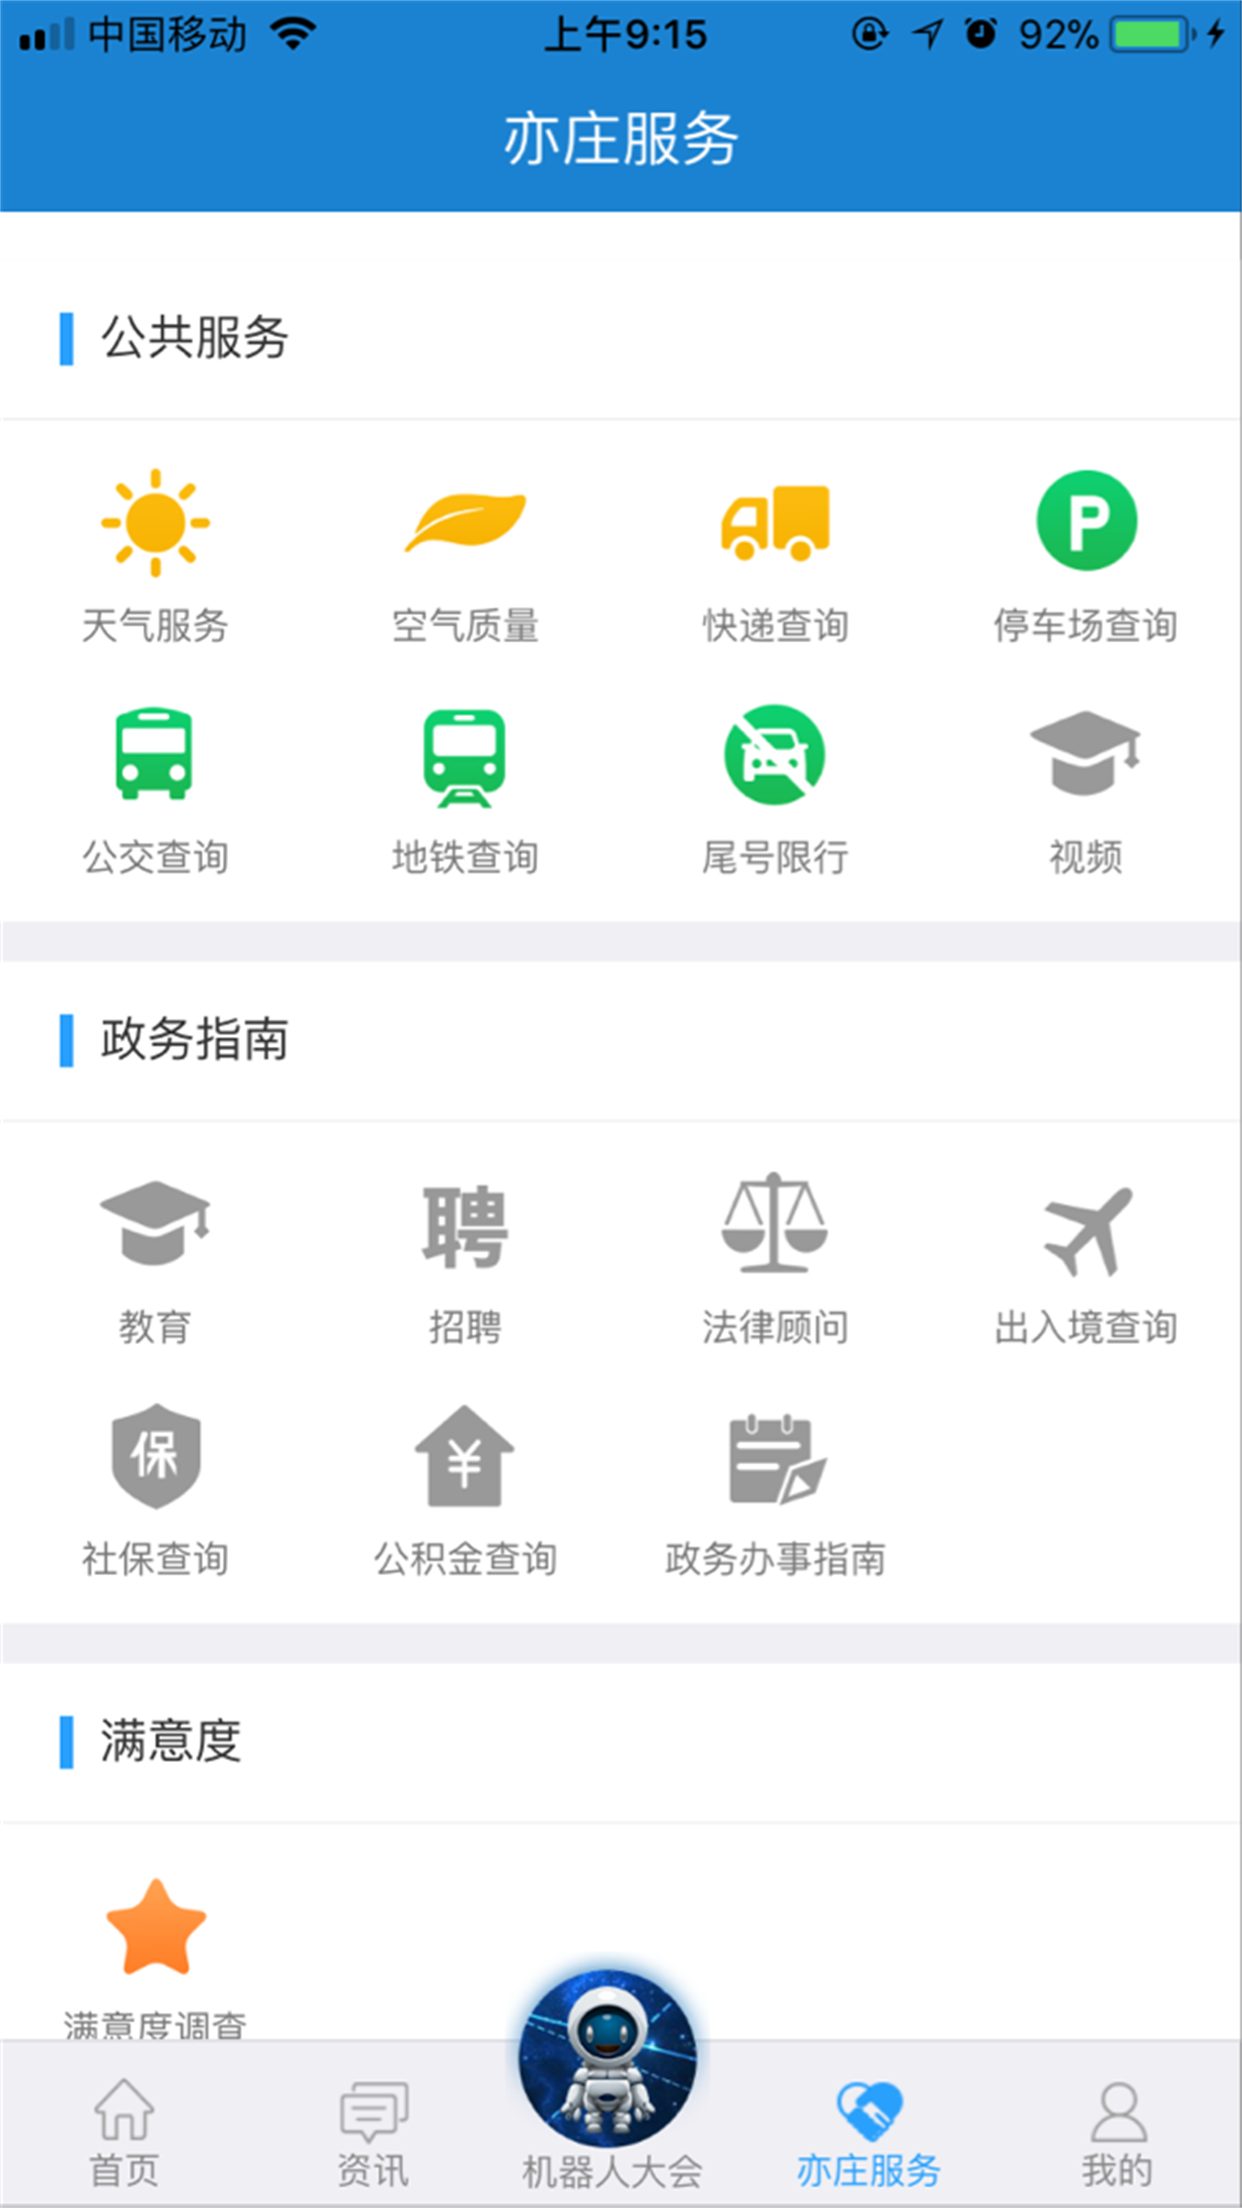 中国移动 上午9:15 92%
亦庄服务
公共服务
天气服务 空气质量 快递查询 停车场查询
P
公交查询 地铁查询 尾号限行 视频
政务指南
聘
教育 招聘 法律顾问 出入境查询
保 ¥
社保查询 公积金查询 政务办事指南
满意度
满意度调查
首页 资讯 机器人大会 亦庄服务 我的